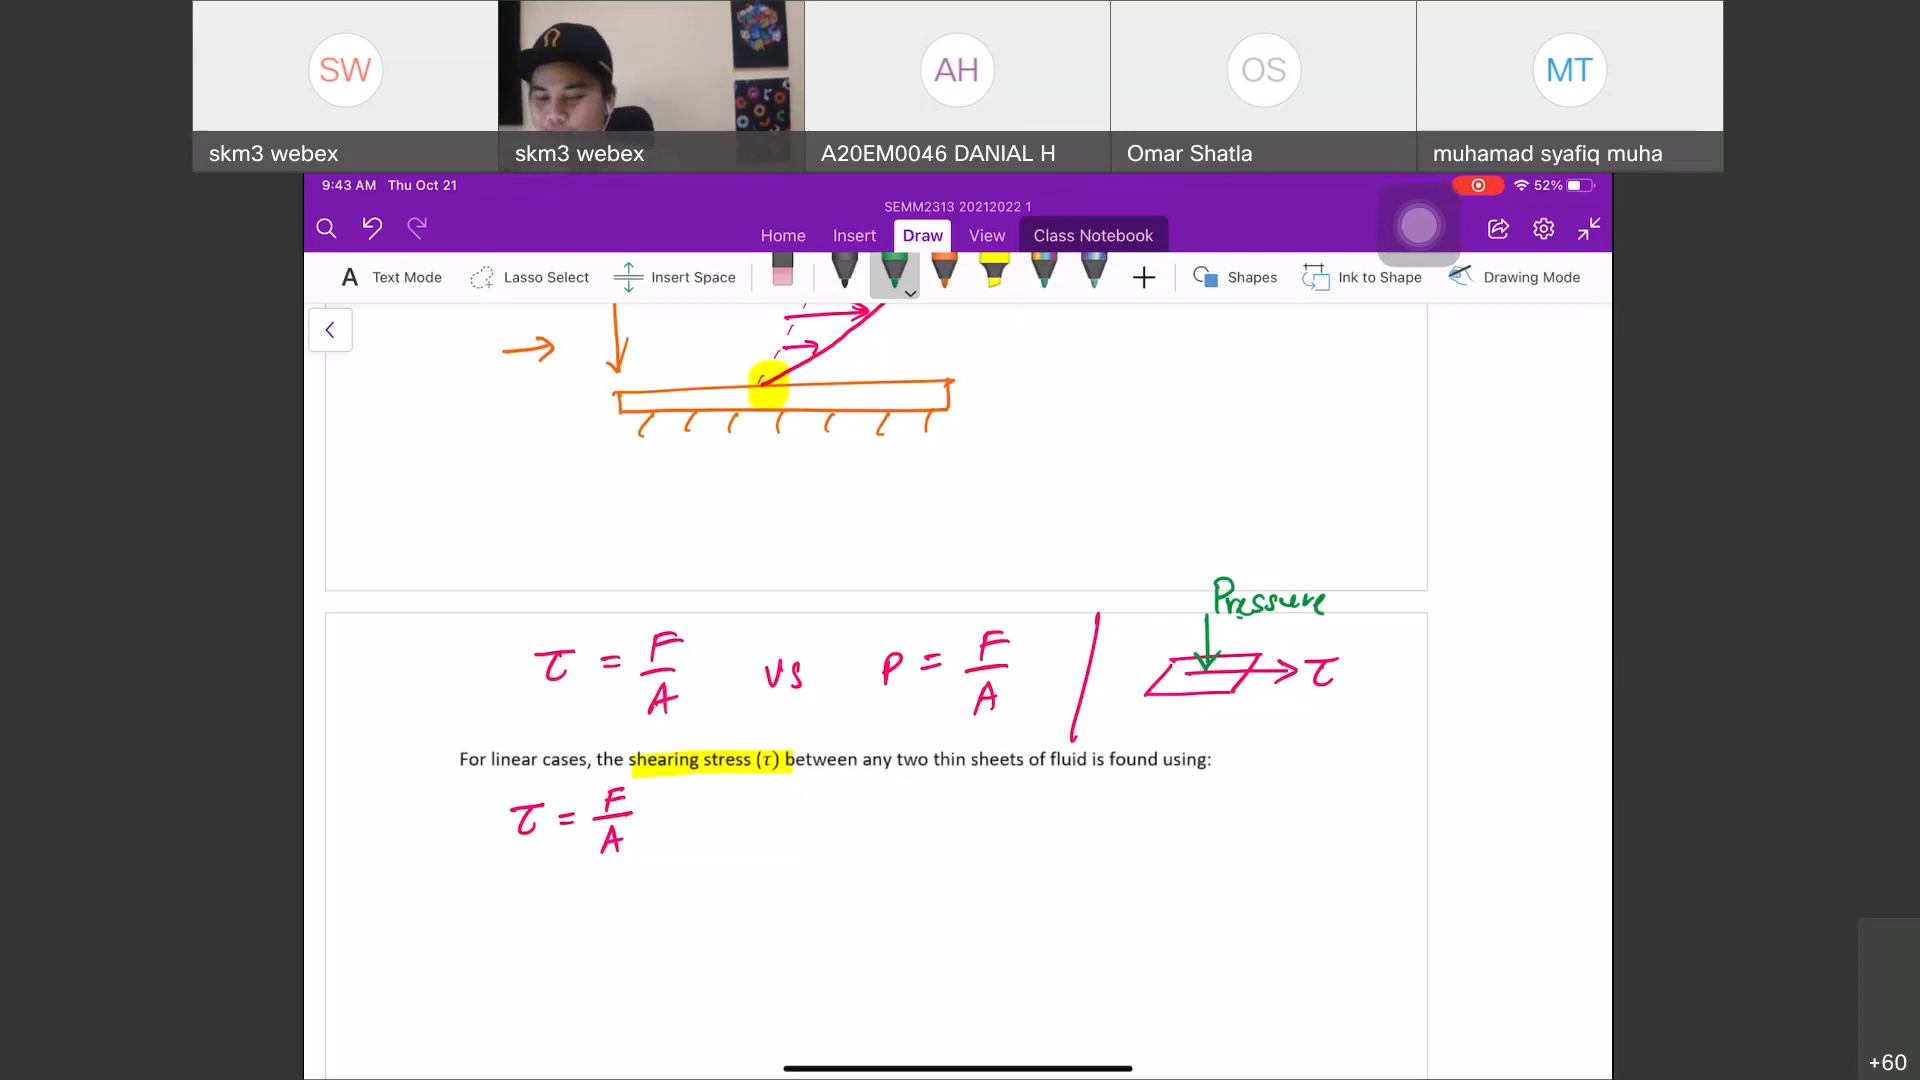 SW
AH
OS
MT
skm3 webex
skm3 webex
A20EM0046 DANIAL H
Omar Shatla
muhamad syafiq muha
9:43 AM Thu Oct 21
52%
SEMM2313 20212022 1
Home Insert Draw View Class Notebook
A Text Mode Lasso Select Insert Space Shapes Ink to Shape Drawing Mode
Pressure
τ = F/A vs P = F/A
τ
For linear cases, the shearing stress (τ) between any two thin sheets of fluid is found using:
τ = F/A
+60